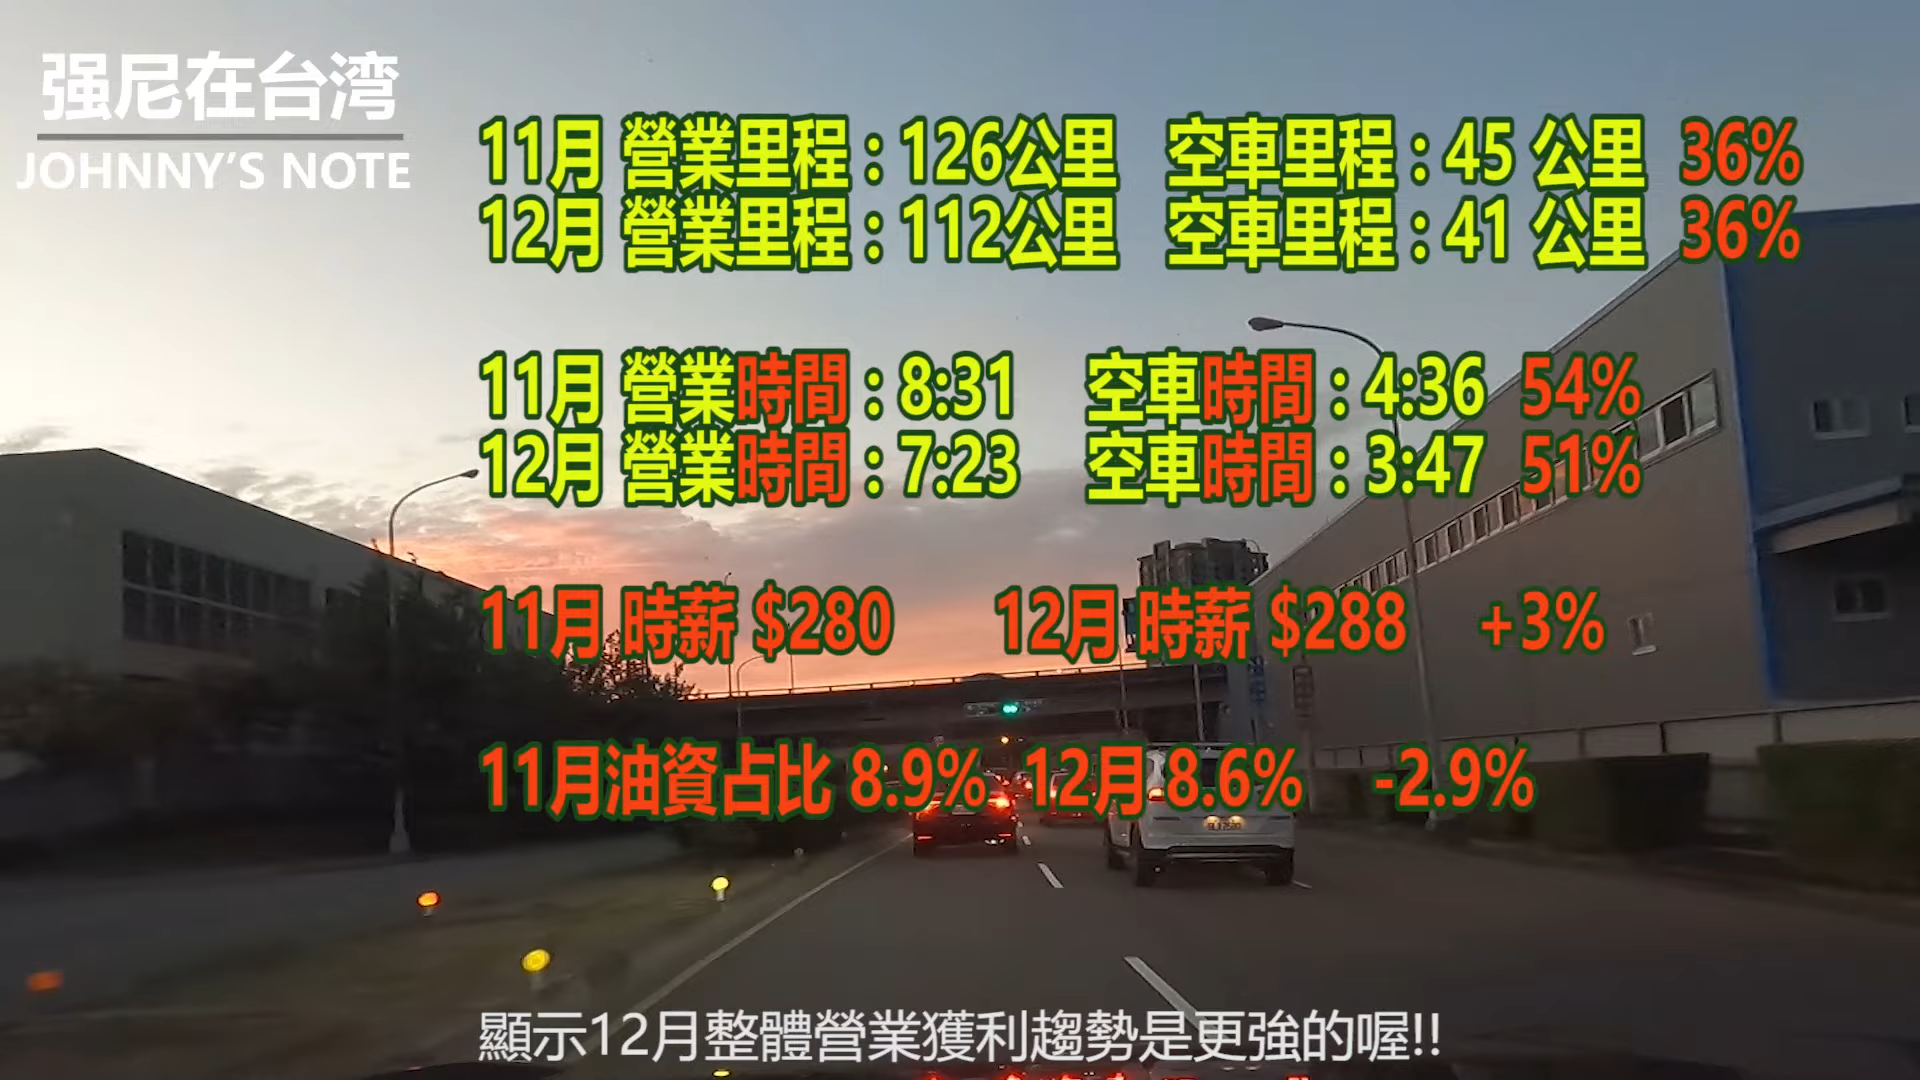 强尼在台湾
JOHNNY'S NOTE
11月 營業里程 : 126公里 空車里程 : 45 公里 36%
12月 營業里程 : 112公里 空車里程 : 41 公里 36%
11月 營業時間 : 8:31 空車時間 : 4:36 54%
12月 營業時間 : 7:23 空車時間 : 3:47 51%
11月 時薪 $280 12月 時薪 $288 +3%
11月油資占比 8.9% 12月 8.6% -2.9%
顯示12月整體營業獲利趨勢是更強的喔!!